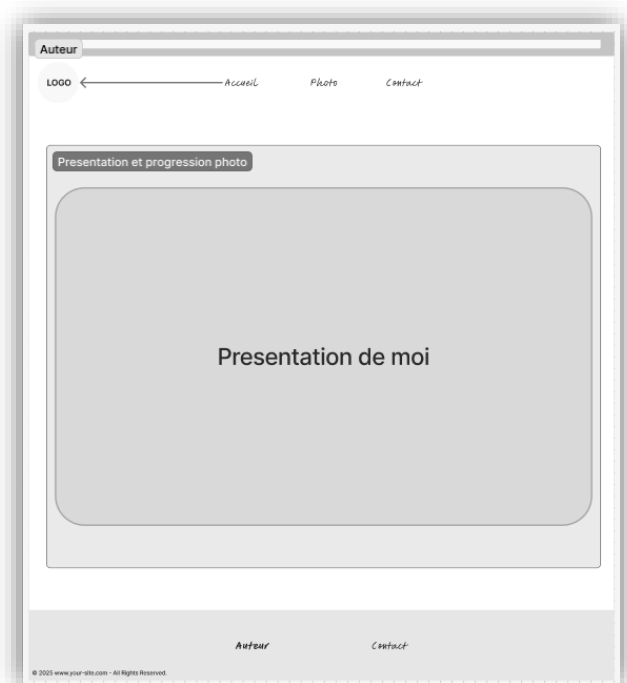 Auteur
LOGO Accueil Photo Contact
Presentation et progression photo
Presentation de moi
Auteur Contact
© 2025 www.your-site.com - All Rights Reserved.